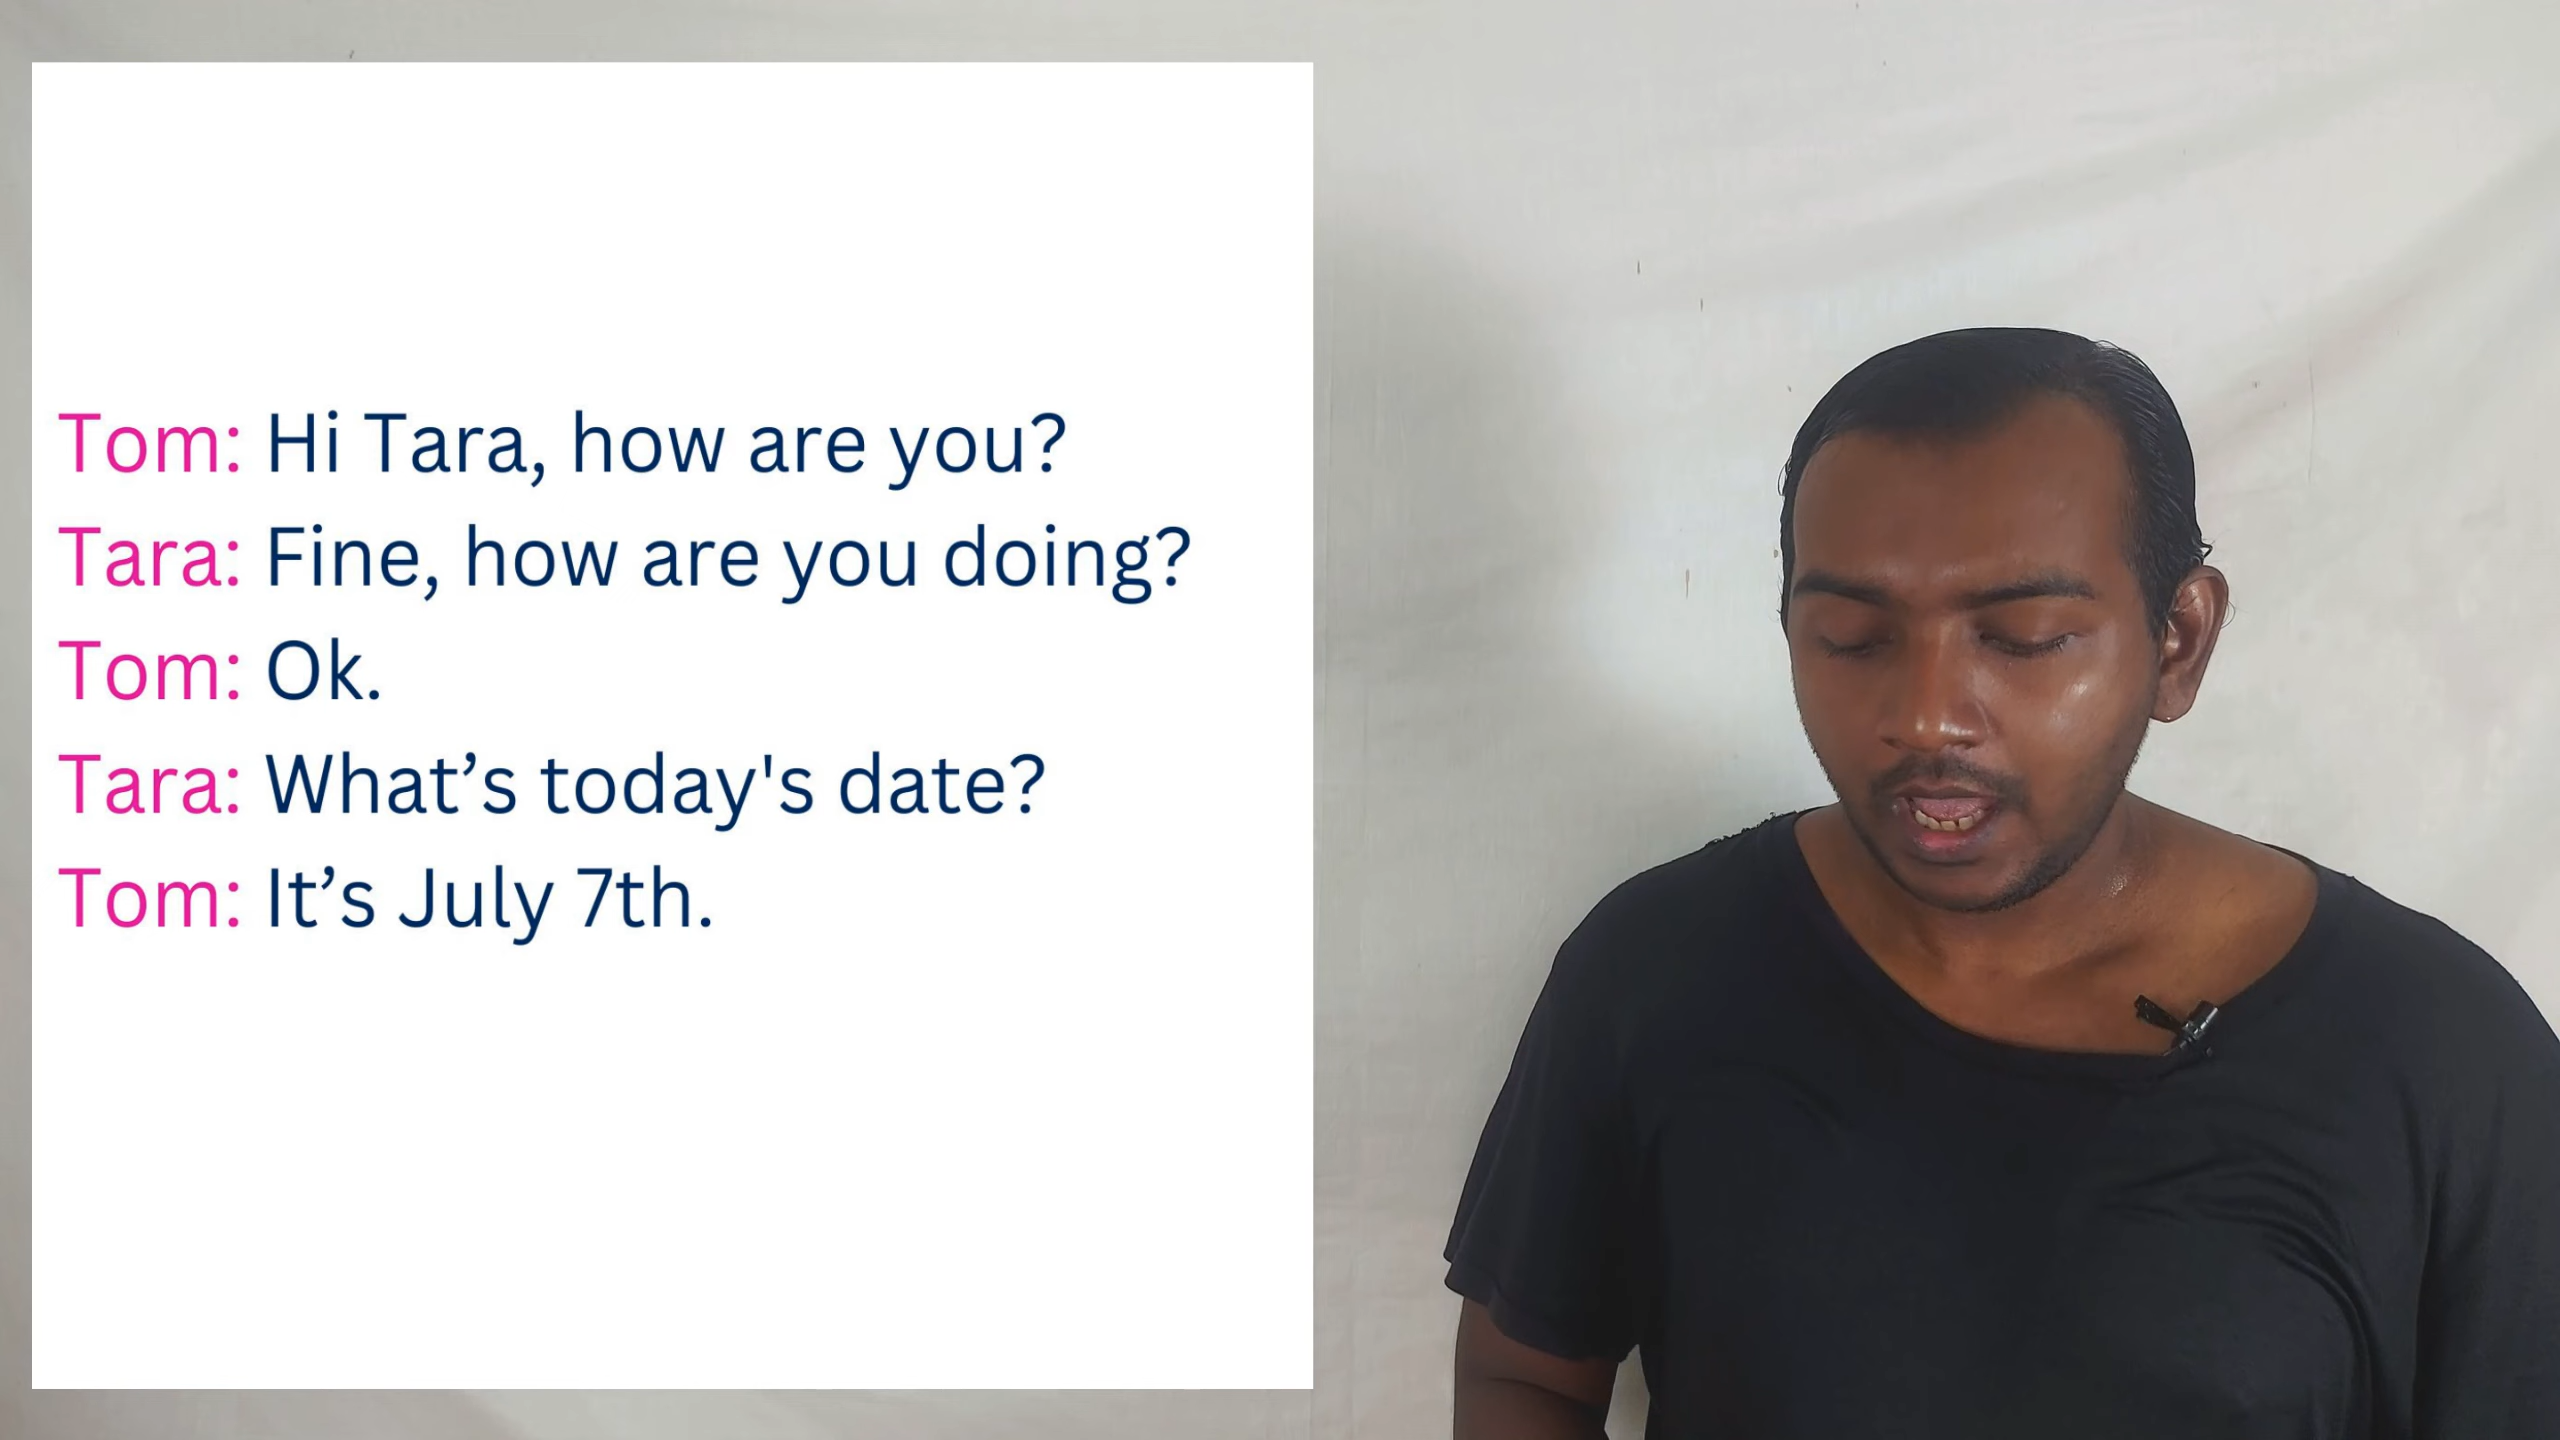 Tom: Hi Tara, how are you?
Tara: Fine, how are you doing?
Tom: Ok.
Tara: What’s today's date?
Tom: It’s July 7th.